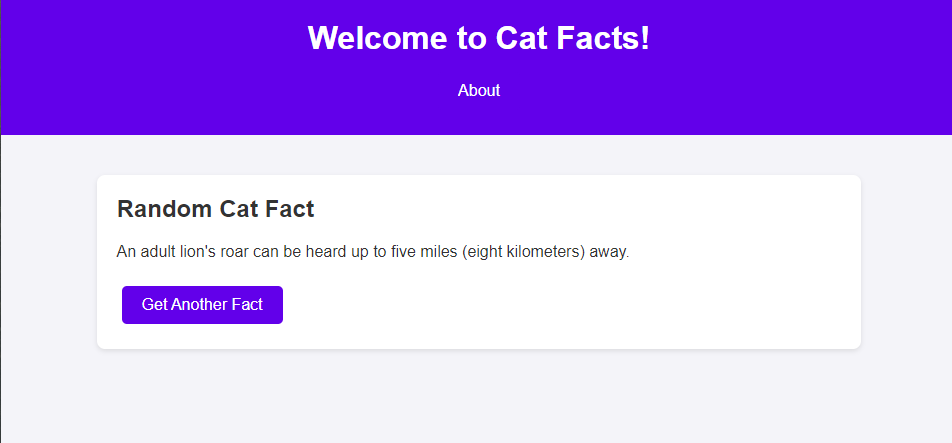 Welcome to Cat Facts!
About
Random Cat Fact
An adult lion's roar can be heard up to five miles (eight kilometers) away.
Get Another Fact